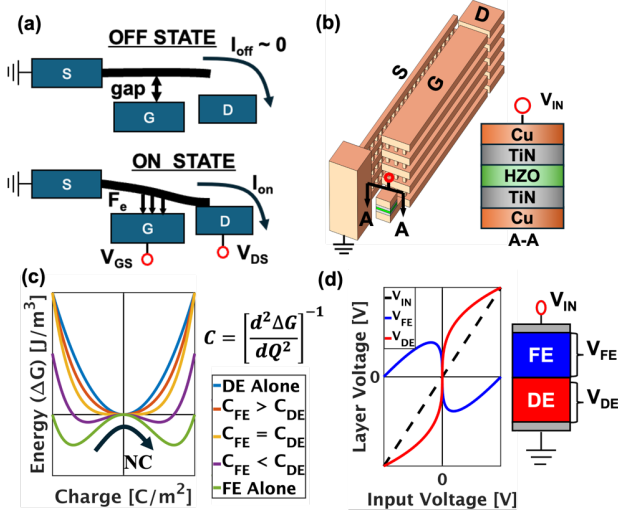 (a)
OFF STATE
I_off ~ 0
S
gap
G
D
ON STATE
I_on
S
F_e
G
D
V_GS
V_DS
(b)
D
S
G
A
A
V_IN
Cu
TiN
HZO
TiN
Cu
A-A
(c)
Energy (ΔG) [J/m³]
NC
Charge [C/m²]
C = [d²ΔG/dQ²]⁻¹
DE Alone
C_FE > C_DE
C_FE = C_DE
C_FE < C_DE
FE Alone
(d)
Layer Voltage [V]
V_IN
V_FE
V_DE
0
0
Input Voltage [V]
V_IN
FE
V_FE
DE
V_DE